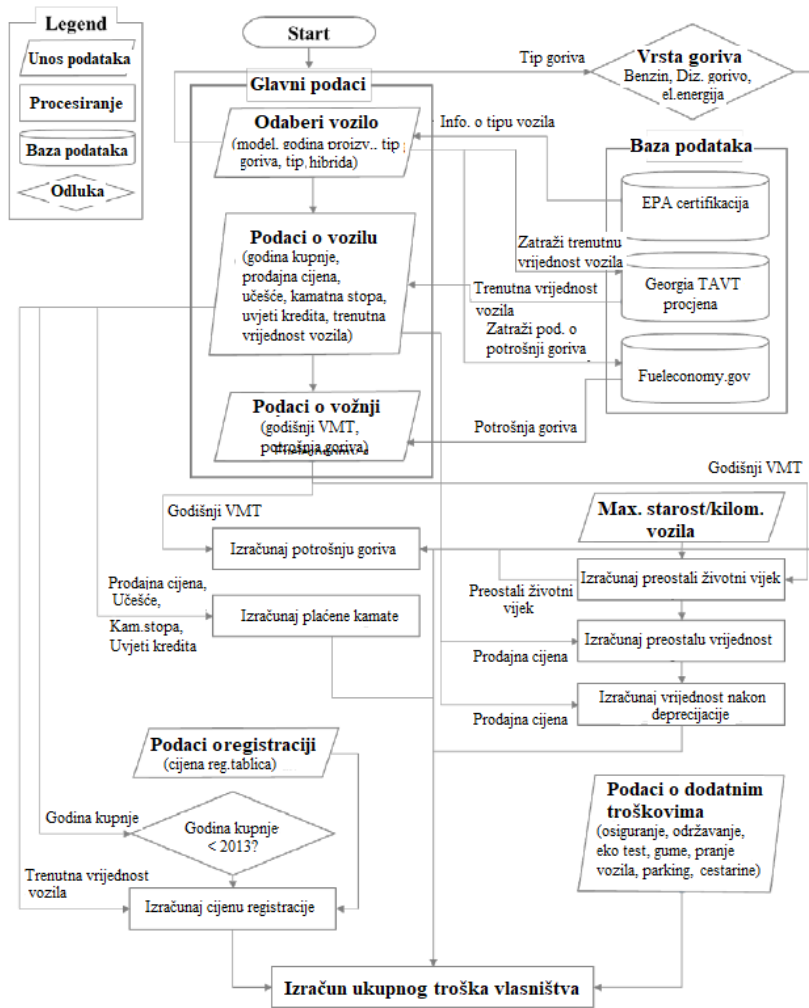 Legend
Unos podataka
Procesiranje
Baza podataka
Odluka
Start
Tip goriva
Vrsta goriva
Benzin, Diz. gorivo,
el.energija
Glavni podaci
Odaberi vozilo
(model, godina proizv., tip
goriva, tip hibrida)
Info. o tipu vozila
Baza podataka
EPA certifikacija
Georgia TAVT
procjena
Fueleconomy.gov
Podaci o vozilu
(godina kupnje,
prodajna cijena,
učešće, kamatna stopa,
uvjeti kredita, trenutna
vrijednost vozila)
Zatraži trenutnu
vrijednost vozila
Trenutna vrijednost
vozila
Zatraži pod. o
potrošnji goriva
Podaci o vožnji
(godišnji VMT,
potrošnja goriva)
Potrošnja goriva
Godišnji VMT
Godišnji VMT
Max. starost/kilom.
vozila
Izračunaj potrošnju goriva
Izračunaj preostali životni vijek
Preostali životni
vijek
Prodajna cijena,
Učešće,
Kam.stopa,
Uvjeti kredita
Izračunaj plaćene kamate
Izračunaj preostalu vrijednost
Prodajna cijena
Izračunaj vrijednost nakon
deprecijacije
Prodajna cijena
Podaci o registraciji
(cijena reg.tablica)
Podaci o dodatnim
troškovima
(osiguranje, održavanje,
eko test, gume, pranje
vozila, parking, cestarine)
Godina kupnje
Godina kupnje
< 2013?
Trenutna vrijednost
vozila
Izračunaj cijenu registracije
Izračun ukupnog troška vlasništva